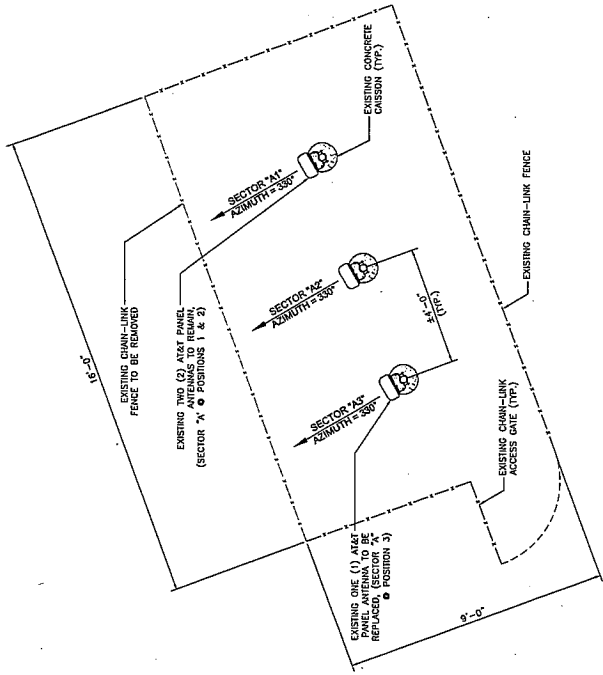 16'-0"
EXISTING CHAIN-LINK
FENCE TO BE REMOVED
EXISTING TWO (2) AT&T PANEL
ANTENNAS TO REMAIN,
(SECTOR "A" @ POSITIONS 1 & 2)
SECTOR "A1"
AZIMUTH = 330°
EXISTING CONCRETE
CAISSON (TYP.)
SECTOR "A2"
AZIMUTH = 330°
±4'-0"
(TYP.)
SECTOR "A3"
AZIMUTH = 330°
EXISTING CHAIN-LINK FENCE
EXISTING CHAIN-LINK
ACCESS GATE (TYP.)
EXISTING ONE (1) AT&T
PANEL ANTENNA TO BE
REPLACED, (SECTOR "A"
@ POSITION 3)
9'-0"